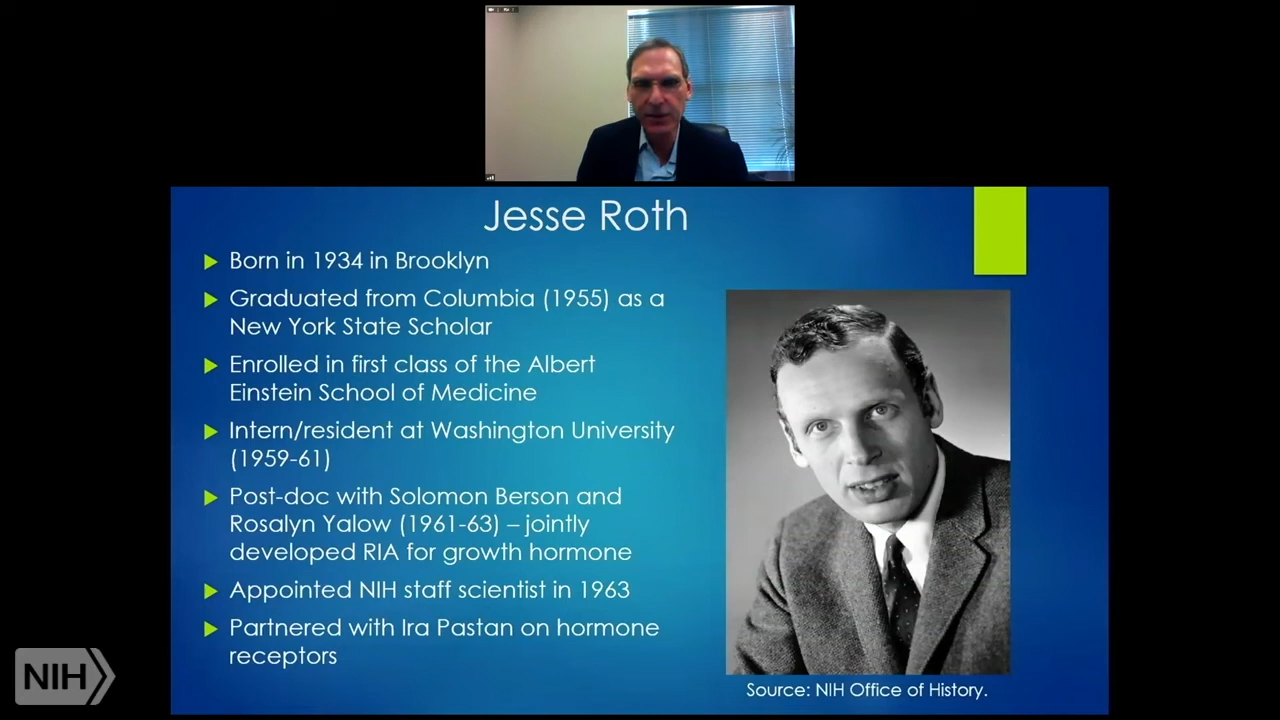 Jesse Roth
Born in 1934 in Brooklyn
Graduated from Columbia (1955) as a
New York State Scholar
Enrolled in first class of the Albert
Einstein School of Medicine
Intern/resident at Washington University
(1959-61)
Post-doc with Solomon Berson and
Rosalyn Yalow (1961-63) – jointly
developed RIA for growth hormone
Appointed NIH staff scientist in 1963
Partnered with Ira Pastan on hormone
receptors
Source: NIH Office of History.
NIH